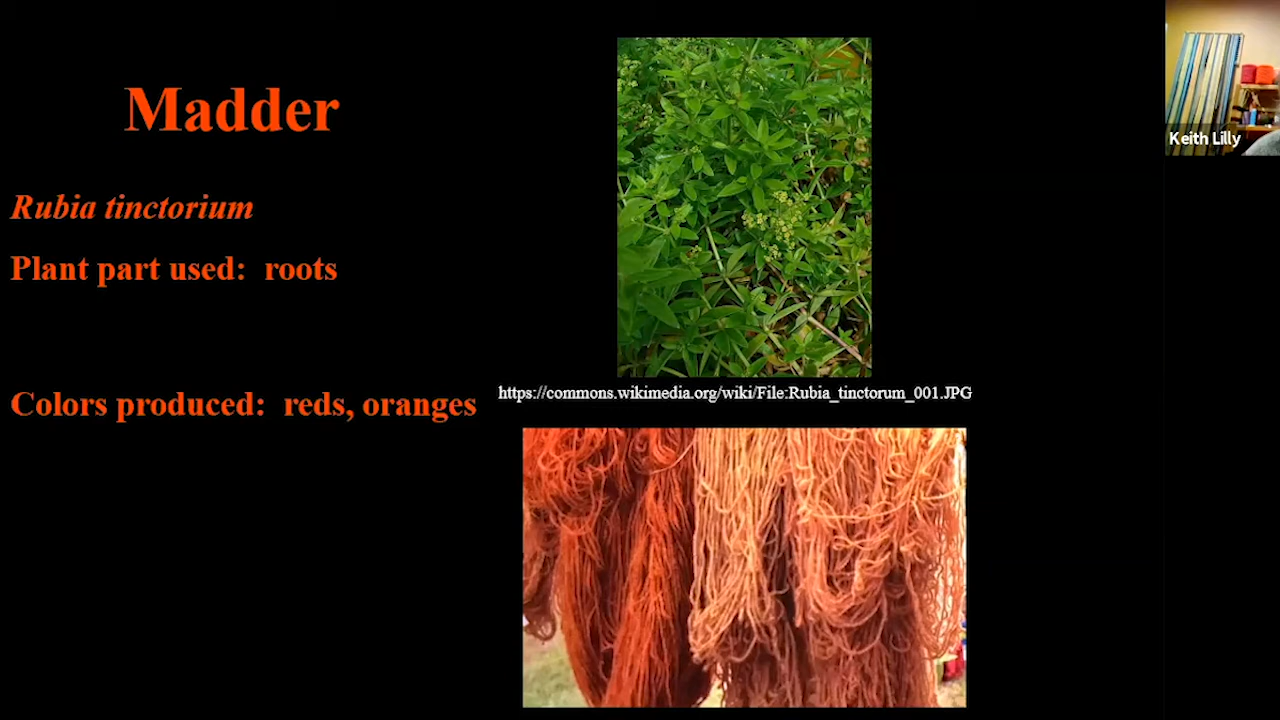 Madder
Rubia tinctorium
Plant part used: roots
Colors produced: reds, oranges
https://commons.wikimedia.org/wiki/File:Rubia_tinctorum_001.JPG
Keith Lilly